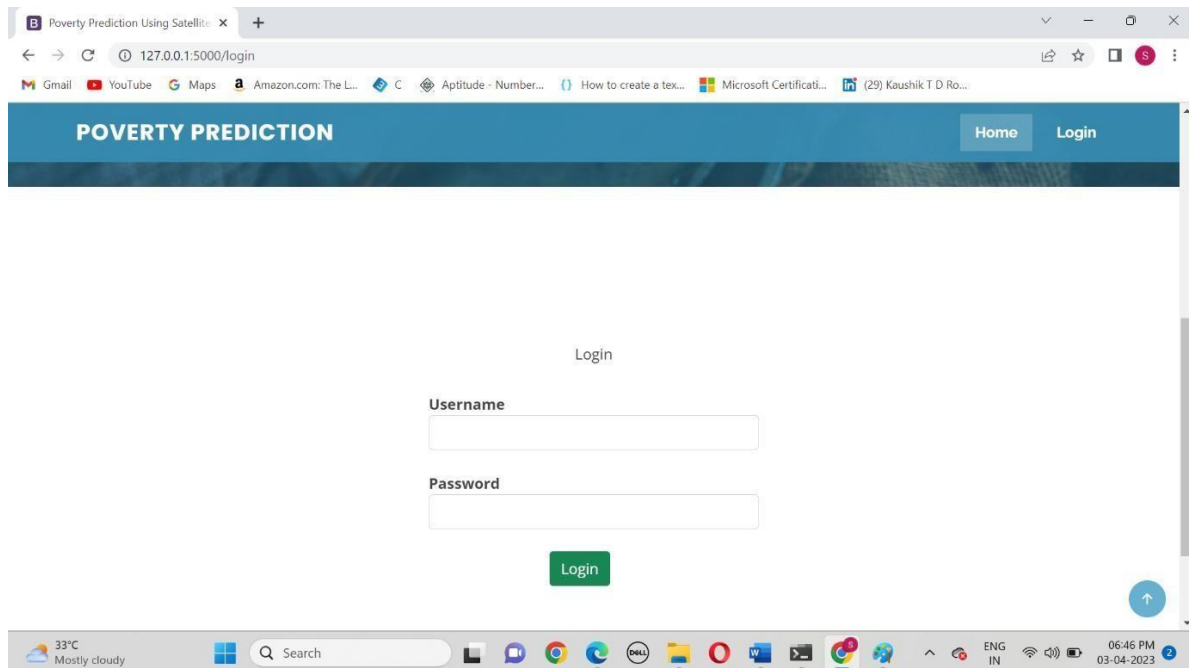 B Poverty Prediction Using Satellite
127.0.0.1:5000/login S
Gmail YouTube Maps Amazon.com: The L... C Aptitude - Number... How to create a tex... Microsoft Certificati... (29) Kaushik T D Ro...
POVERTY PREDICTION Home Login
Login
Username
Password
Login
33°C
Mostly cloudy
Search
DELL
ENG
IN
06:46 PM
03-04-2023
2